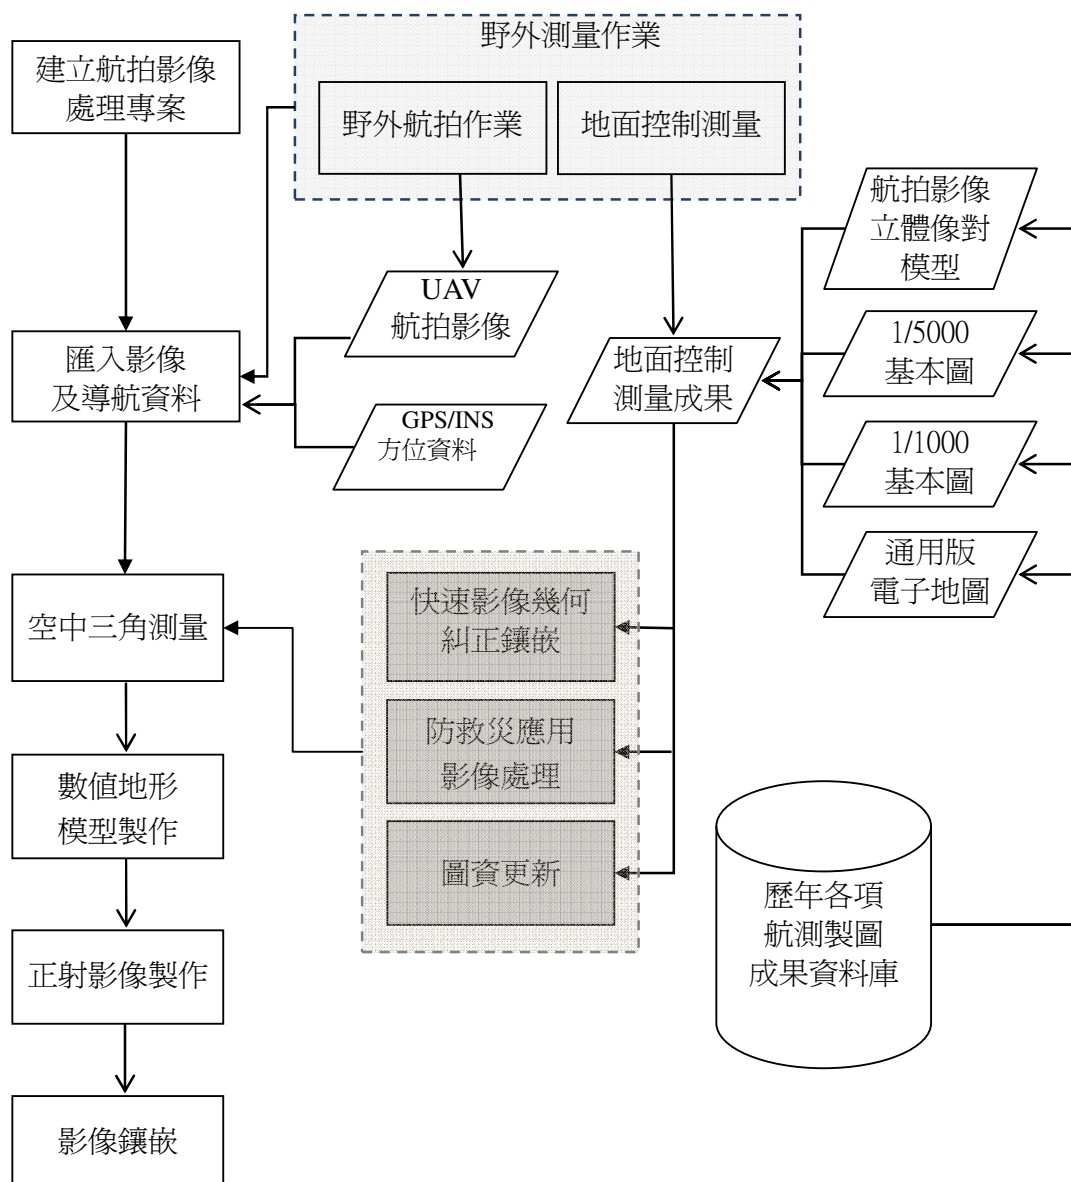 野外測量作業
建立航拍影像
處理專案
野外航拍作業
地面控制測量
航拍影像
立體像對
模型
UAV
航拍影像
匯入影像
及導航資料
地面控制
測量成果
1/5000
基本圖
GPS/INS
方位資料
1/1000
基本圖
通用版
電子地圖
快速影像幾何
糾正鑲嵌
空中三角測量
防救災應用
影像處理
數值地形
模型製作
圖資更新
歷年各項
航測製圖
成果資料庫
正射影像製作
影像鑲嵌